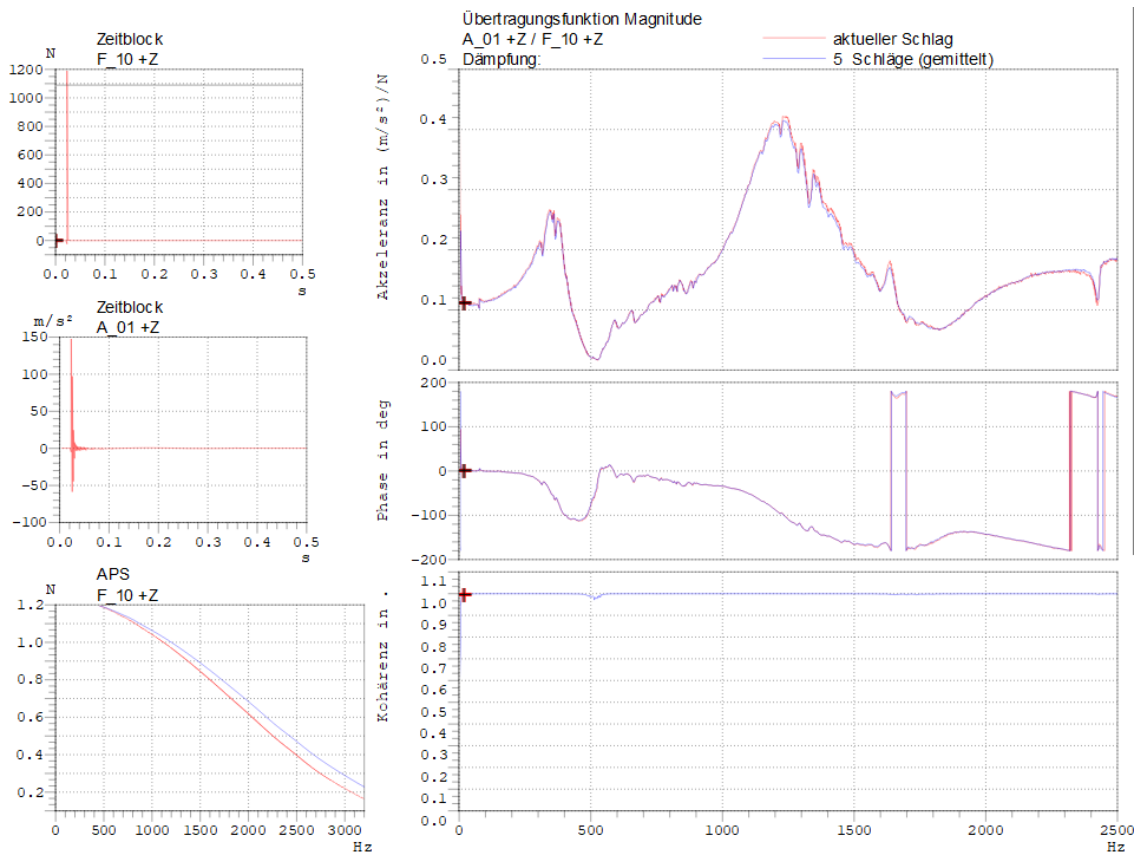 Zeitblock
F_10 +Z
N
1200
1000
800
600
400
200
0
0.0 0.1 0.2 0.3 0.4 0.5
s
Zeitblock
A_01 +Z
m/s²
150
100
50
0
-50
-100
0.0 0.1 0.2 0.3 0.4 0.5
s
APS
F_10 +Z
N
1.2
1.0
0.8
0.6
0.4
0.2
0 500 1000 1500 2000 2500 3000
Hz
Übertragungsfunktion Magnitude
A_01 +Z / F_10 +Z
Dämpfung:
aktueller Schlag
5 Schläge (gemittelt)
Akzeleranz in (m/s²)/N
0.5
0.4
0.3
0.2
0.1
0.0
Phase in deg
200
100
0
-100
-200
Kohärenz in .
1.1
1.0
0.9
0.8
0.7
0.6
0.5
0.4
0.3
0.2
0.1
0.0
0 500 1000 1500 2000 2500
Hz